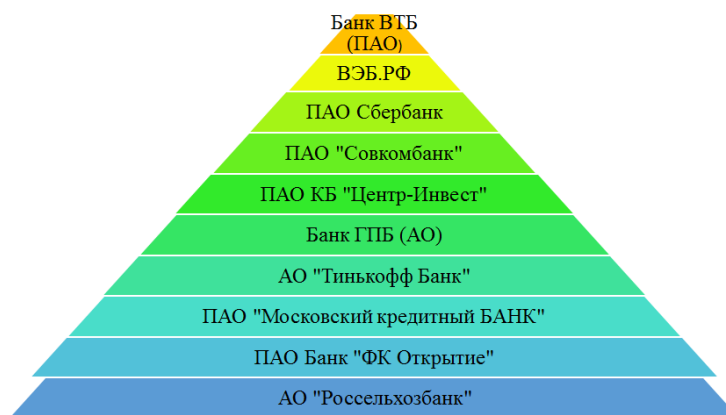 Банк ВТБ
(ПАО)
ВЭБ.РФ
ПАО Сбербанк
ПАО "Совкомбанк"
ПАО КБ "Центр-Инвест"
Банк ГПБ (АО)
АО "Тинькофф Банк"
ПАО "Московский кредитный БАНК"
ПАО Банк "ФК Открытие"
АО "Россельхозбанк"